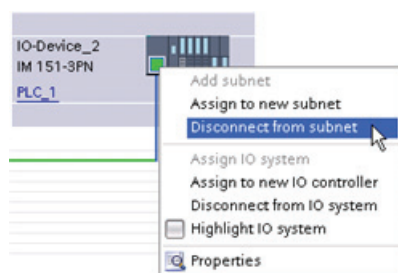 IO-Device_2
IM 151-3PN
PLC_1
Add subnet
Assign to new subnet
Disconnect from subnet
Assign IO system
Assign to new IO controller
Disconnect from IO system
Highlight IO system
Properties